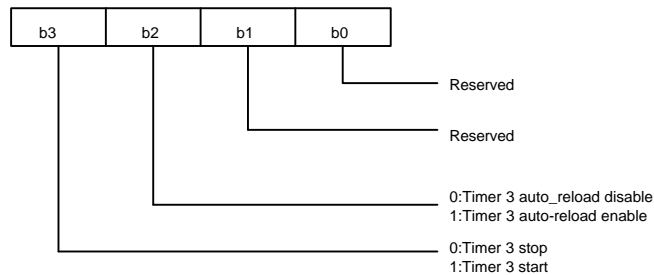 b3 b2 b1 b0
Reserved
Reserved
0:Timer 3 auto_reload disable
1:Timer 3 auto-reload enable
0:Timer 3 stop
1:Timer 3 start